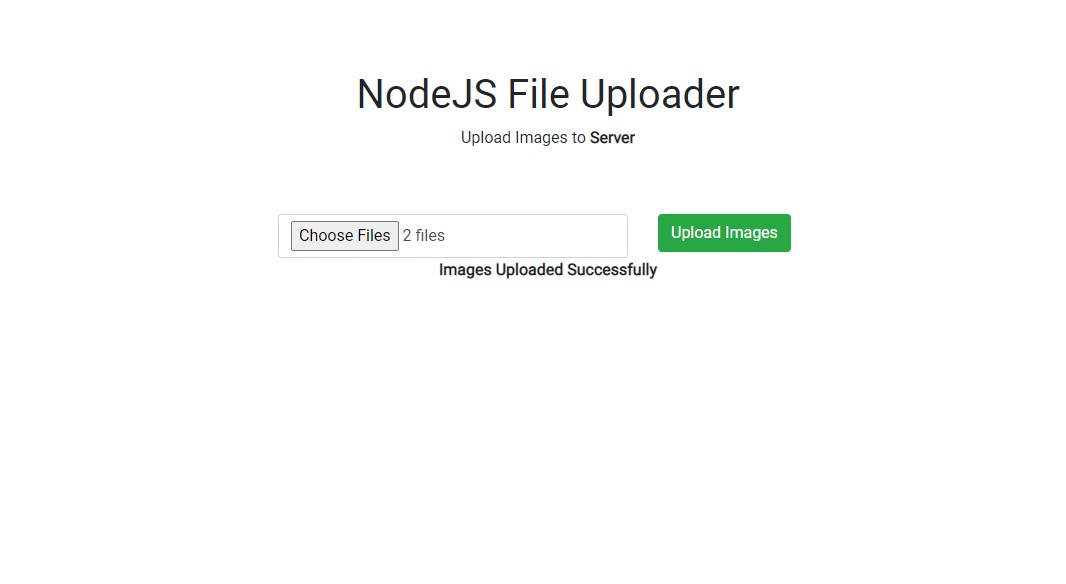 NodeJS File Uploader
Upload Images to Server
Choose Files 2 files
Upload Images
Images Uploaded Successfully